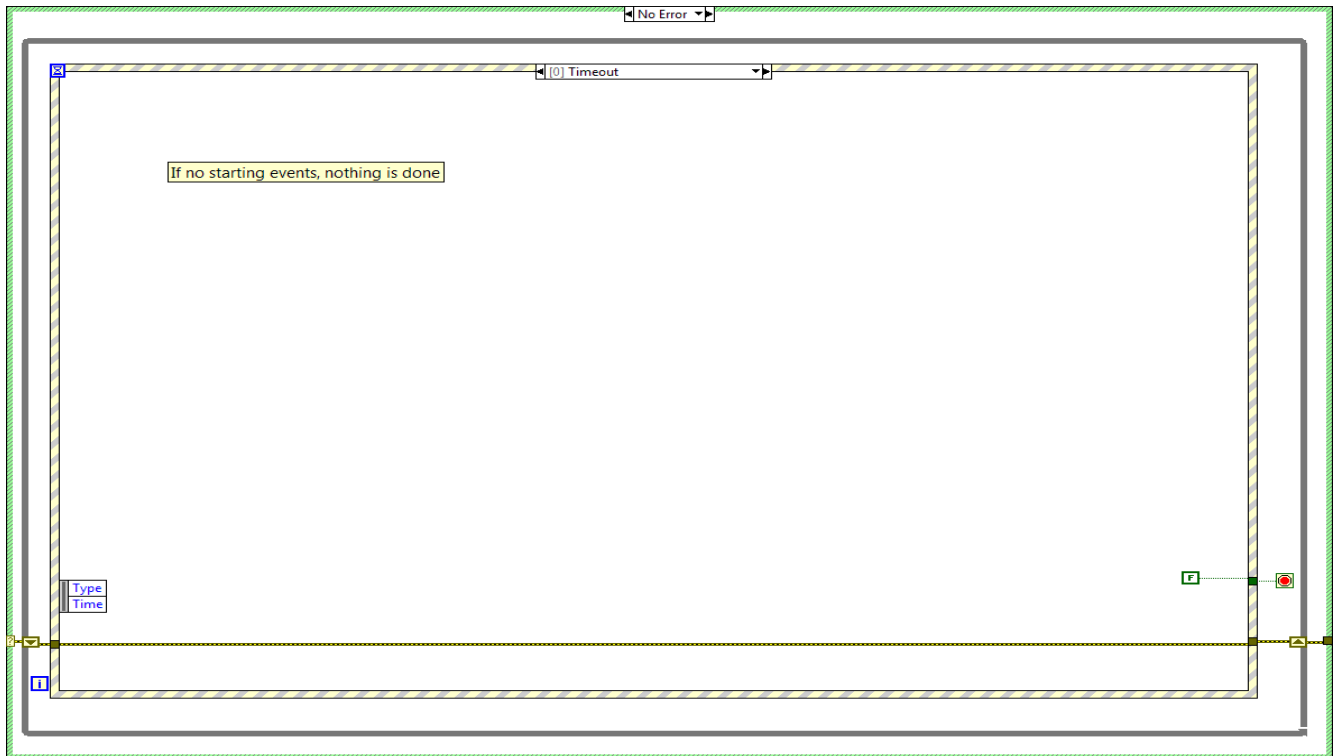 No Error
[0] Timeout
If no starting events, nothing is done
Type
Time
F
?
i